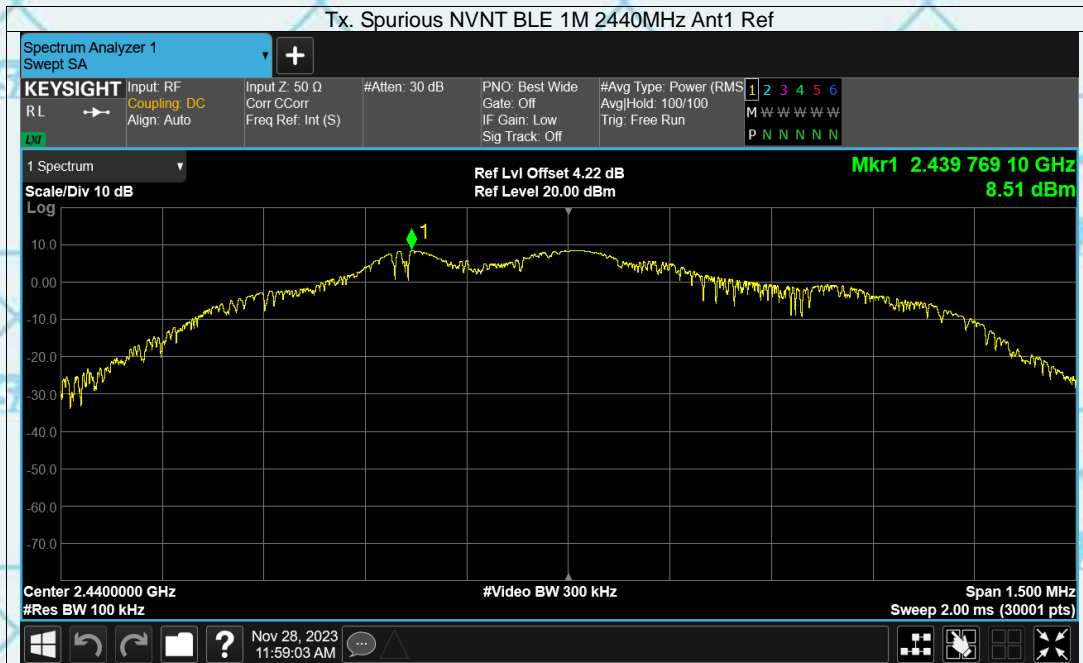 Tx. Spurious NVNT BLE 1M 2440MHz Ant1 Ref
Spectrum Analyzer 1
Swept SA
+
KEYSIGHT
R L
LXI
Input: RF
Coupling: DC
Align: Auto
Input Z: 50 Ω
Corr CCorr
Freq Ref: Int (S)
#Atten: 30 dB
PNO: Best Wide
Gate: Off
IF Gain: Low
Sig Track: Off
#Avg Type: Power (RMS
Avg|Hold: 100/100
Trig: Free Run
1 2 3 4 5 6
M W W W W W
P N N N N N
1 Spectrum
Scale/Div 10 dB
Log
Ref Lvl Offset 4.22 dB
Ref Level 20.00 dBm
Mkr1 2.439 769 10 GHz
8.51 dBm
1
10.0
0.00
-10.0
-20.0
-30.0
-40.0
-50.0
-60.0
-70.0
Center 2.4400000 GHz
#Res BW 100 kHz
#Video BW 300 kHz
Span 1.500 MHz
Sweep 2.00 ms (30001 pts)
?
Nov 28, 2023
11:59:03 AM